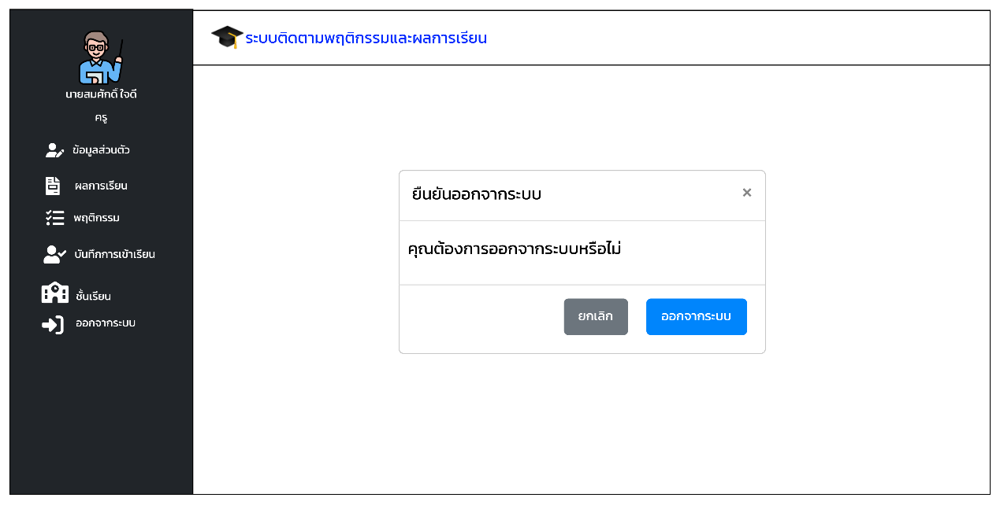 ระบบติดตามพฤติกรรมและผลการเรียน
นายสมศักดิ์ ใจดี
ครู
ข้อมูลส่วนตัว
ผลการเรียน
พฤติกรรม
บันทึกการเข้าเรียน
ชั้นเรียน
ออกจากระบบ
ยืนยันออกจากระบบ ×
คุณต้องการออกจากระบบหรือไม่
ยกเลิก ออกจากระบบ